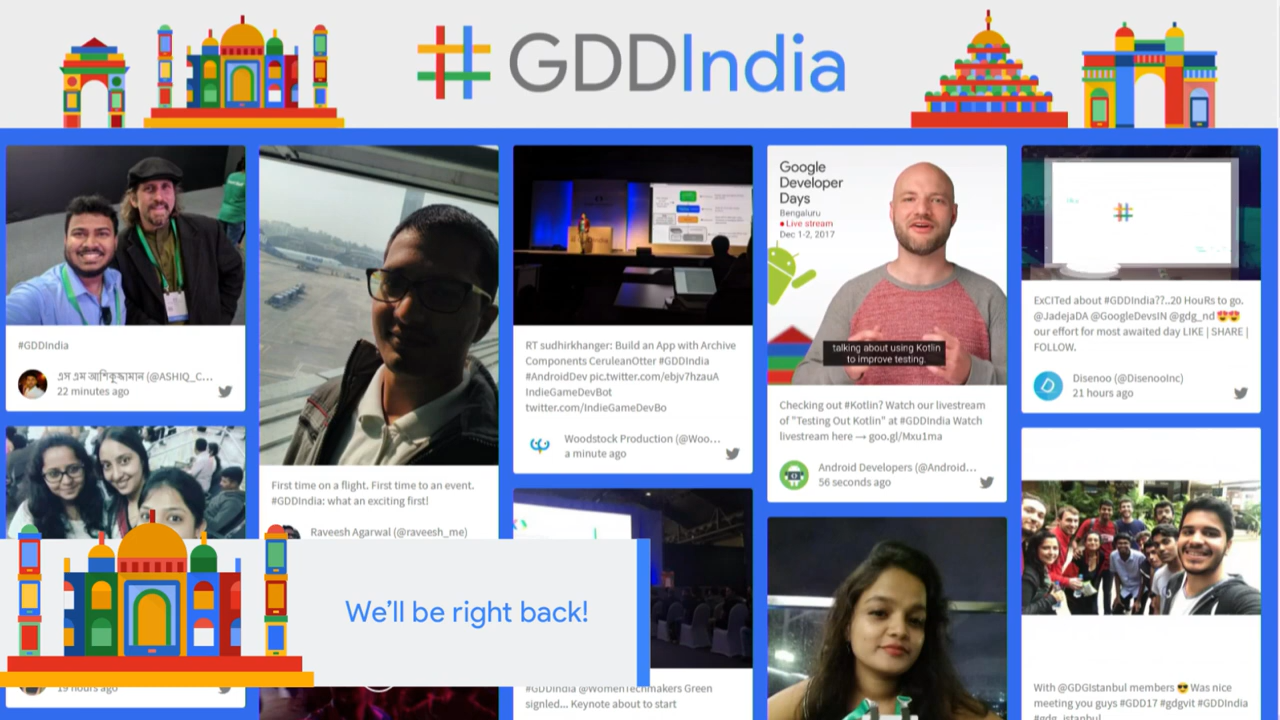 #GDDIndia
#GDDIndia
এস এম আশিকুজ্জামান (@ASHIQ_C...
22 minutes ago
19 hours ago
First time on a flight. First time to an event.
#GDDIndia: what an exciting first!
Raveesh Agarwal (@raveesh_me)
RT sudhirkhanger: Build an App with Archive
Components CeruleanOtter #GDDIndia
#AndroidDev pic.twitter.com/ebjv7hzauA
IndieGameDevBot
twitter.com/IndieGameDevBo
Woodstock Production (@Woo...
a minute ago
#GDDIndia @WomenTechmakers Green
signled... Keynote about to start
Google
Developer
Days
Bengaluru
Live stream
Dec 1-2, 2017
talking about using Kotlin
to improve testing.
Checking out #Kotlin? Watch our livestream
of "Testing Out Kotlin" at #GDDIndia Watch
livestream here → goo.gl/Mxu1ma
Android Developers (@Android...
56 seconds ago
ExCITed about #GDDIndia??..20 HouRs to go.
@JadejaDA @GoogleDevsIN @gdg_nd 😍😍
our effort for most awaited day LIKE | SHARE |
FOLLOW.
Disenoo (@DisenooInc)
21 hours ago
With @GDGIstanbul members 😎 Was nice
meeting you guys #GDD17 #gdgvit #GDDIndia
#gdg_istanbul
We'll be right back!